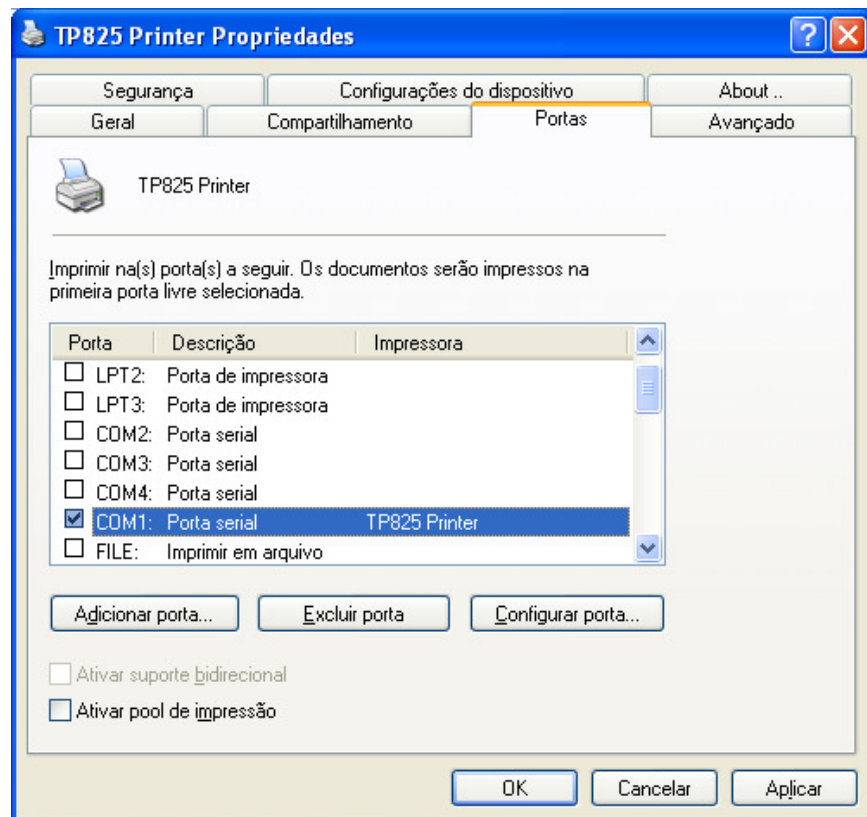 TP825 Printer Propriedades
Segurança Configurações do dispositivo About ..
Geral Compartilhamento Portas Avançado
TP825 Printer
Imprimir na(s) porta(s) a seguir. Os documentos serão impressos na
primeira porta livre selecionada.
Porta Descrição Impressora
LPT2: Porta de impressora
LPT3: Porta de impressora
COM2: Porta serial
COM3: Porta serial
COM4: Porta serial
COM1: Porta serial TP825 Printer
FILE: Imprimir em arquivo
Adicionar porta... Excluir porta Configurar porta...
Ativar suporte bidirecional
Ativar pool de impressão
OK Cancelar Aplicar